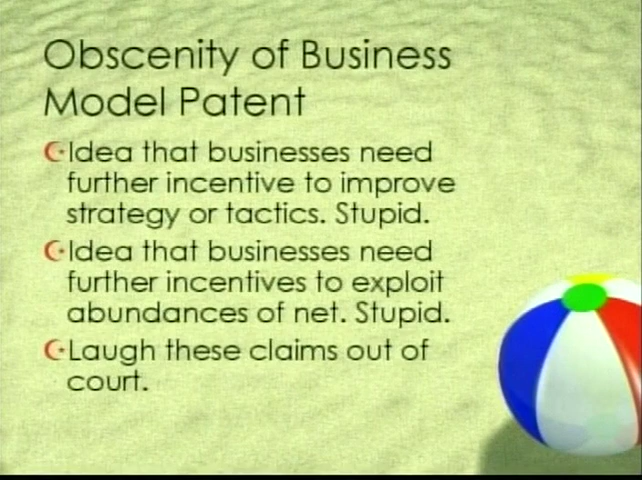 Obscenity of Business
Model Patent
Idea that businesses need
further incentive to improve
strategy or tactics. Stupid.
Idea that businesses need
further incentives to exploit
abundances of net. Stupid.
Laugh these claims out of
court.